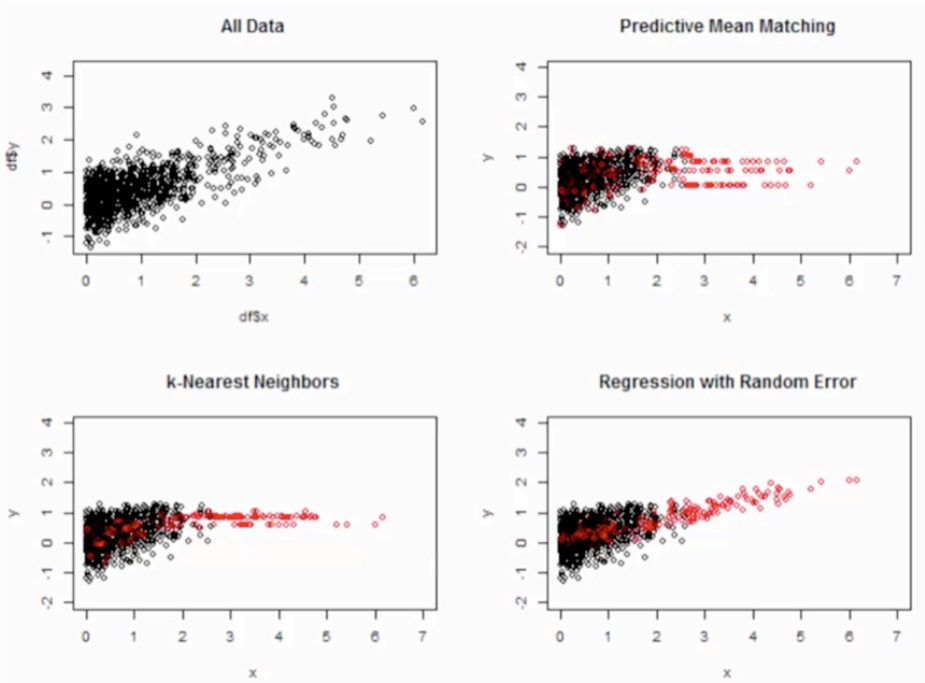 All Data
Predictive Mean Matching
df$y
4
3
2
1
0
-1
0 1 2 3 4 5 6
df$x
y
4
3
2
1
0
-1
-2
0 1 2 3 4 5 6 7
x
k-Nearest Neighbors
Regression with Random Error
y
4
3
2
1
0
-1
-2
0 1 2 3 4 5 6 7
x
y
4
3
2
1
0
-1
-2
0 1 2 3 4 5 6 7
x